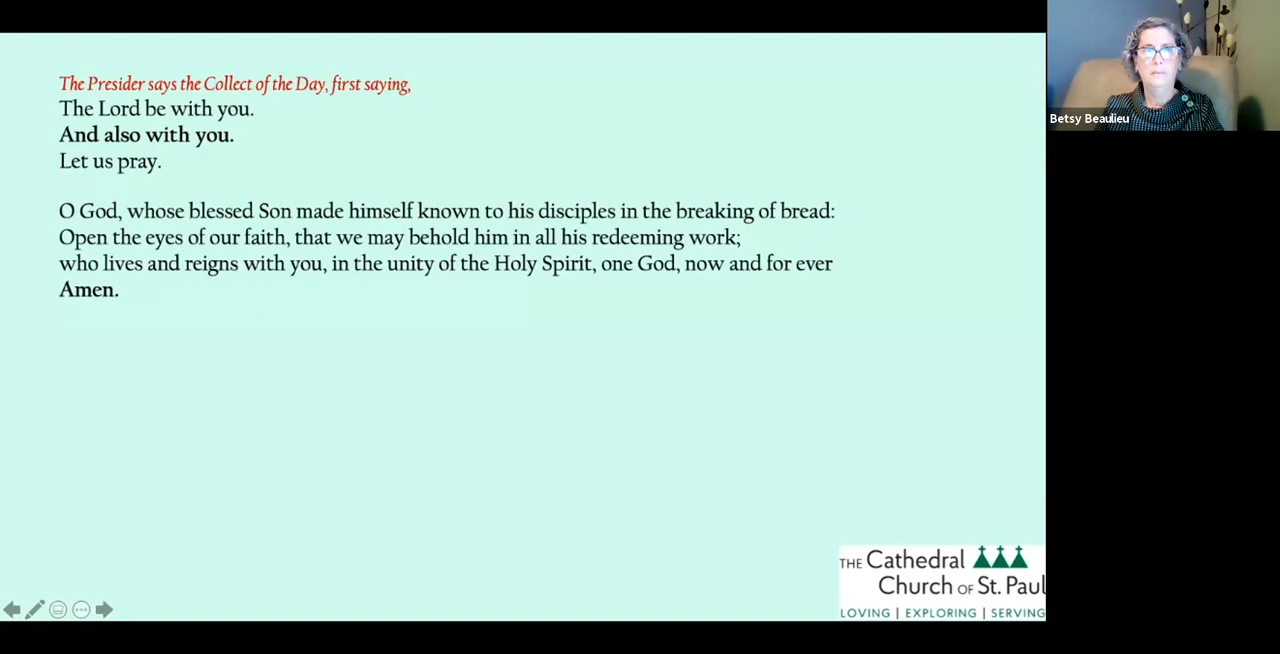 The Presider says the Collect of the Day, first saying,
The Lord be with you.
And also with you.
Let us pray.
O God, whose blessed Son made himself known to his disciples in the breaking of bread:
Open the eyes of our faith, that we may behold him in all his redeeming work;
who lives and reigns with you, in the unity of the Holy Spirit, one God, now and for ever
Amen.
Betsy Beaulieu
THE Cathedral
Church OF St. Paul
LOVING | EXPLORING | SERVING